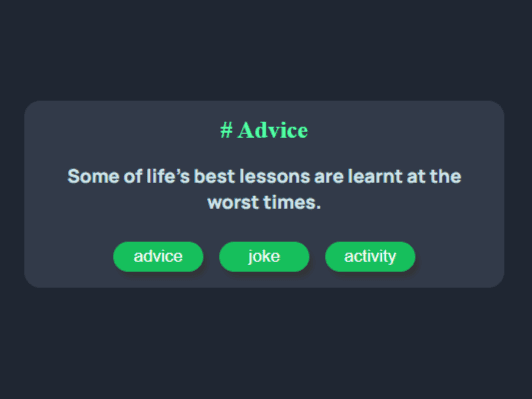 # Advice
Some of life's best lessons are learnt at the
worst times.
advice joke activity